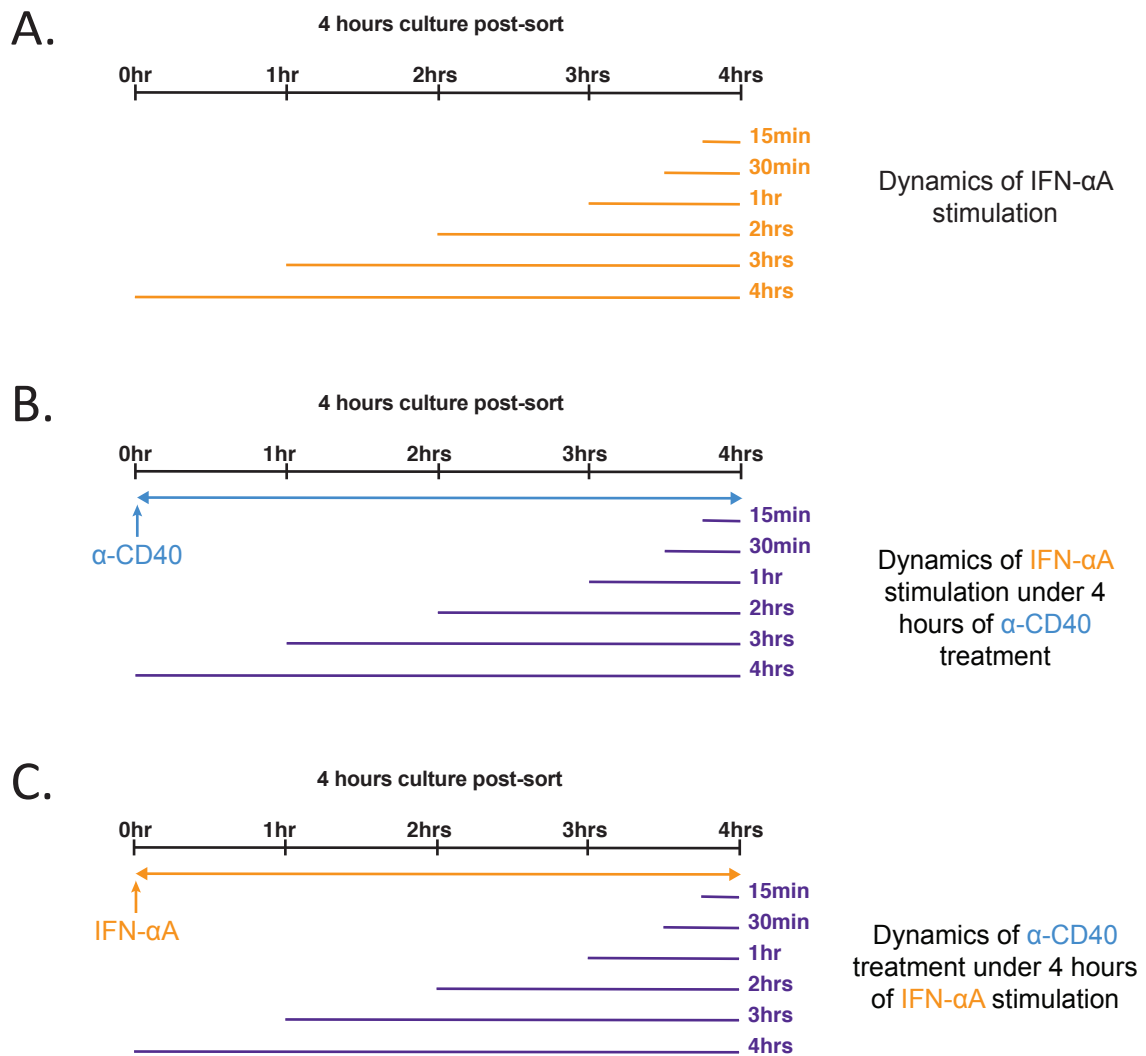 A.
4 hours culture post-sort
0hr 1hr 2hrs 3hrs 4hrs
15min
30min
1hr
2hrs
3hrs
4hrs
Dynamics of IFN-αA
stimulation
B.
4 hours culture post-sort
0hr 1hr 2hrs 3hrs 4hrs
α-CD40
15min
30min
1hr
2hrs
3hrs
4hrs
Dynamics of IFN-αA
stimulation under 4
hours of α-CD40
treatment
C.
4 hours culture post-sort
0hr 1hr 2hrs 3hrs 4hrs
IFN-αA
15min
30min
1hr
2hrs
3hrs
4hrs
Dynamics of α-CD40
treatment under 4 hours
of IFN-αA stimulation